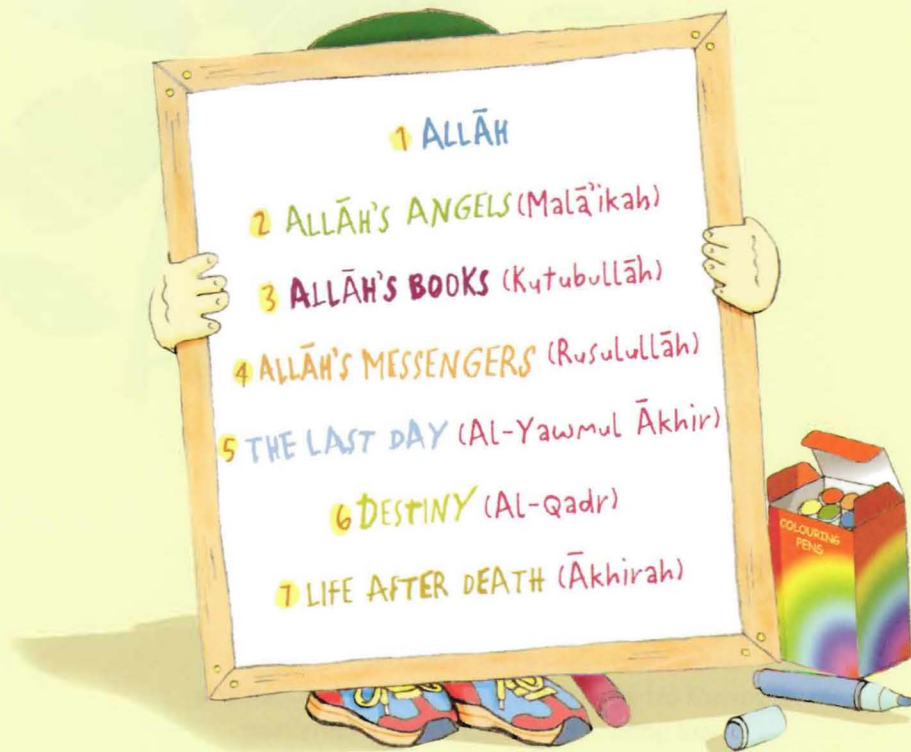 1 ALLĀH
2 ALLĀH'S ANGELS (Malā'ikah)
3 ALLĀH'S BOOKS (Kutubullāh)
4 ALLĀH'S MESSENGERS (Rusulullāh)
5 THE LAST DAY (Al-Yawmul Ākhir)
6 DESTINY (Al-Qadr)
7 LIFE AFTER DEATH (Ākhirah)
COLOURING
PENS